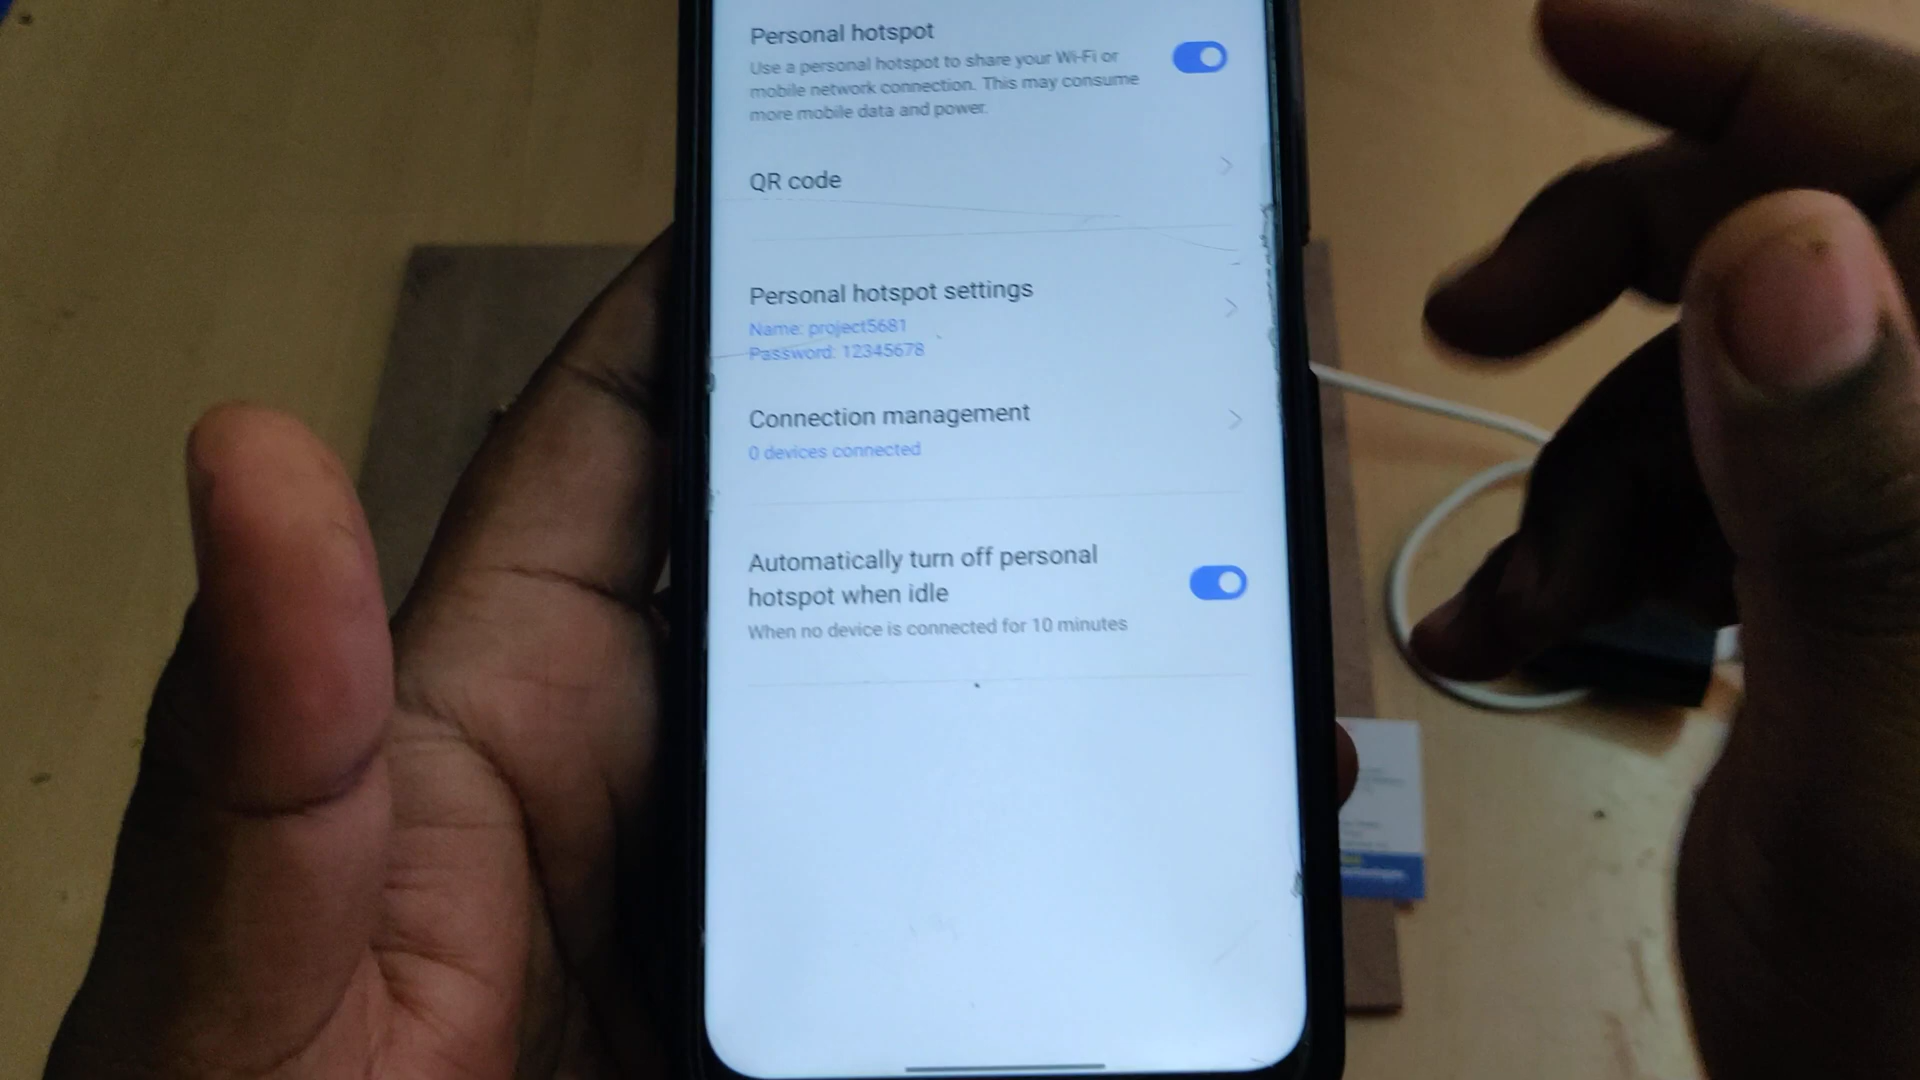 Personal hotspot
Use a personal hotspot to share your Wi-Fi or
mobile network connection. This may consume
more mobile data and power.
QR code
Personal hotspot settings
Name: project5681
Password: 12345678
Connection management
0 devices connected
Automatically turn off personal
hotspot when idle
When no device is connected for 10 minutes